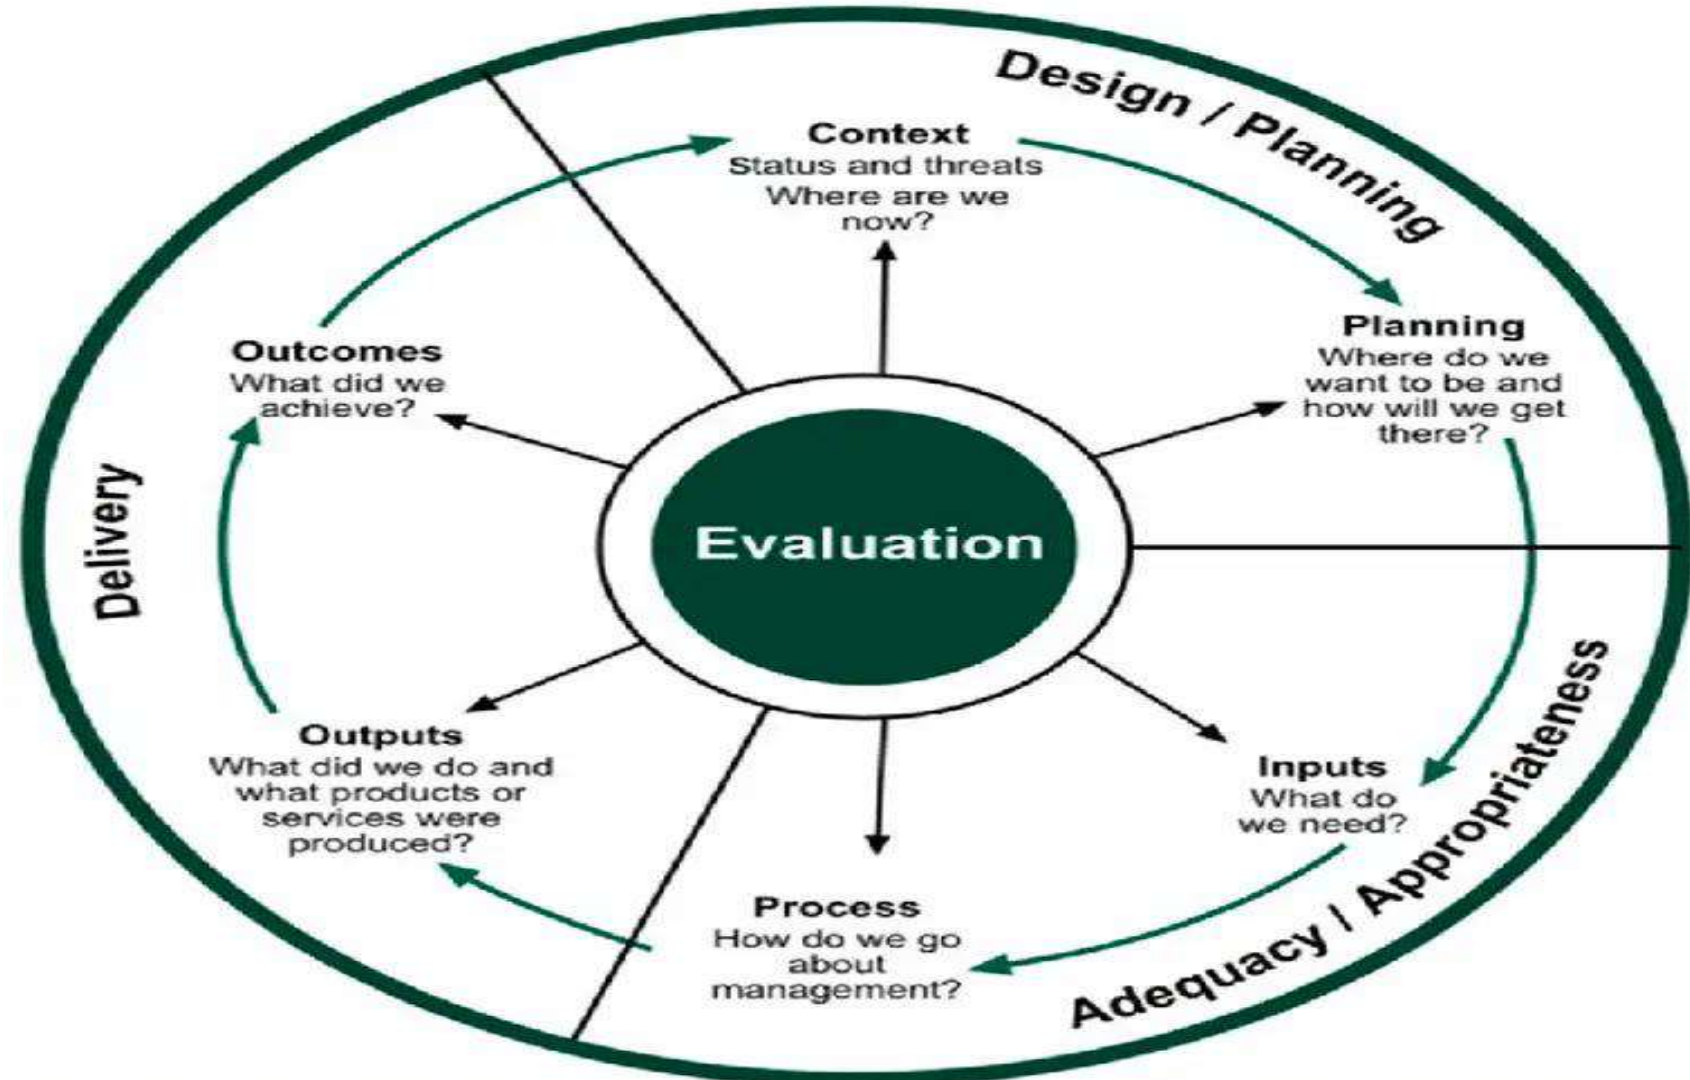 Design / Planning
Context
Status and threats
Where are we
now?
Planning
Where do we
want to be and
how will we get
there?
Outcomes
What did we
achieve?
Delivery
Evaluation
Outputs
What did we do and
what products or
services were
produced?
Inputs
What do
we need?
Process
How do we go
about
management?
Adequacy / Appropriateness